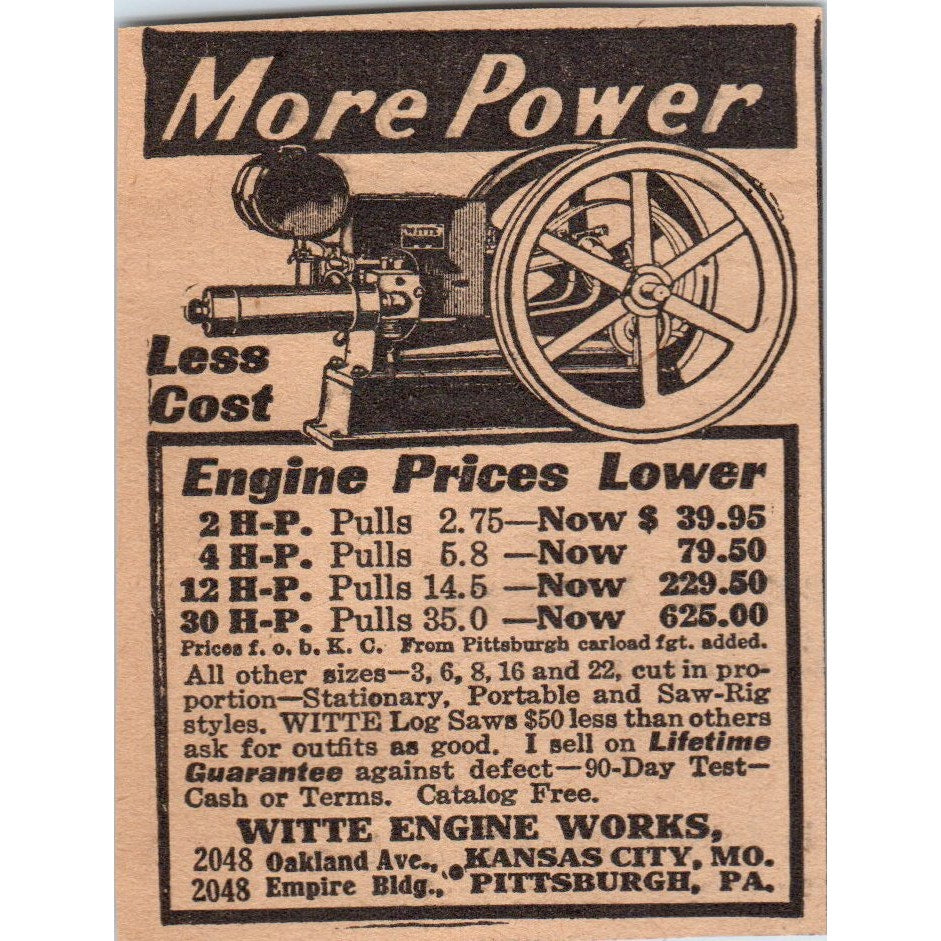 More Power
WITTE
Less
Cost
Engine Prices Lower
2 H-P. Pulls 2.75—Now $ 39.95
4 H-P. Pulls 5.8 —Now 79.50
12 H-P. Pulls 14.5 —Now 229.50
30 H-P. Pulls 35.0 —Now 625.00
Prices f. o. b. K. C. From Pittsburgh carload fgt. added.
All other sizes—3, 6, 8, 16 and 22, cut in pro-
portion—Stationary, Portable and Saw-Rig
styles. WITTE Log Saws $50 less than others
ask for outfits as good. I sell on Lifetime
Guarantee against defect—90-Day Test—
Cash or Terms. Catalog Free.
WITTE ENGINE WORKS,
2048 Oakland Ave., KANSAS CITY, MO.
2048 Empire Bldg., PITTSBURGH, PA.